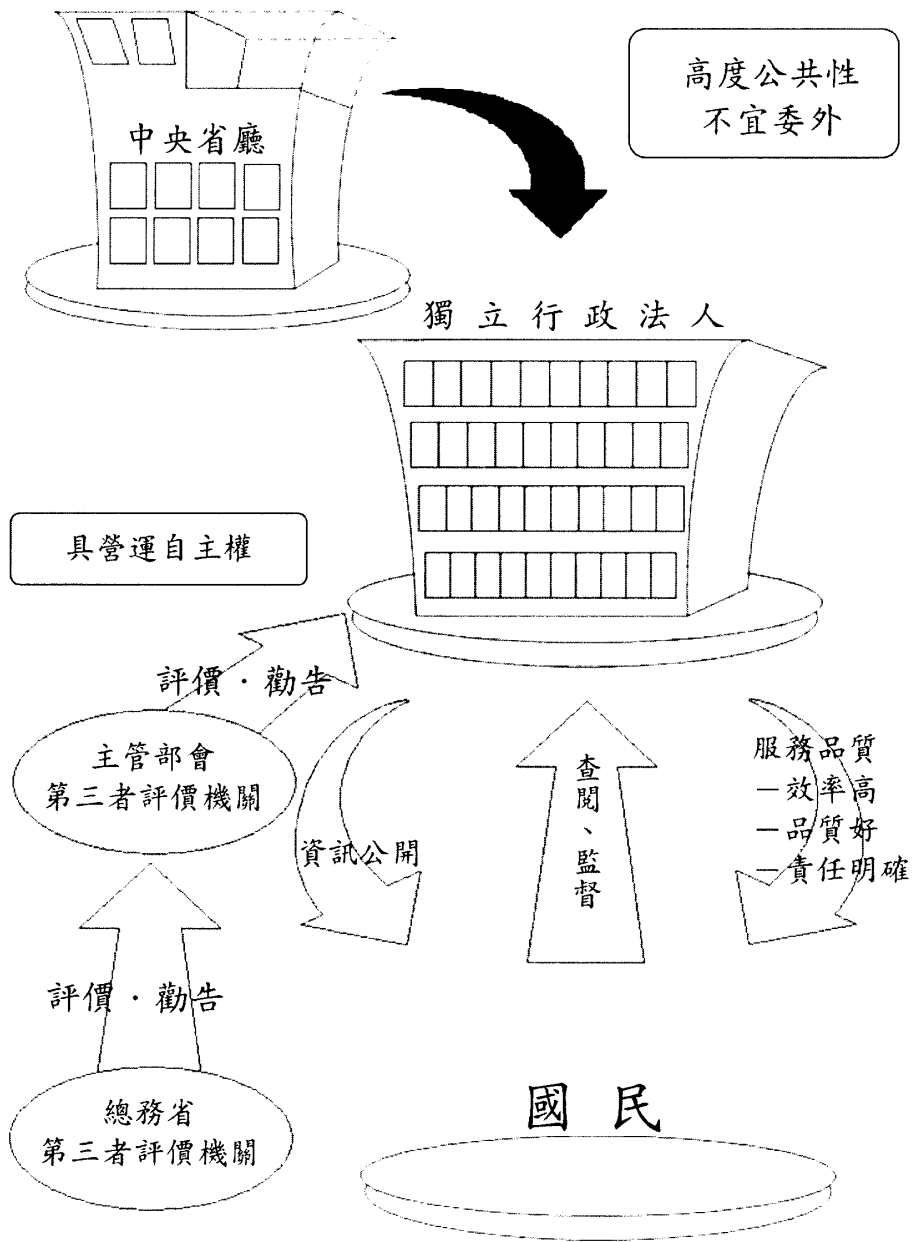 高度公共性
不宜委外
中央省廳
獨立行政法人
具營運自主權
評價・勸告
主管部會
第三者評價機關
資訊公開
查閱、監督
服務品質
－效率高
－品質好
－責任明確
評價・勸告
總務省
第三者評價機關
國民